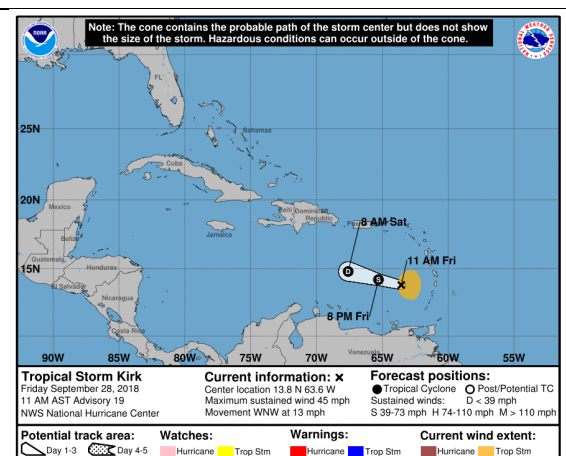 Note: The cone contains the probable path of the storm center but does not show
the size of the storm. Hazardous conditions can occur outside of the cone.
NOAA
NATIONAL WEATHER SERVICE
FL
25N
Bahamas
Cuba
20N
Mexico
Haiti Dominican
Republic
8 AM Sat
Jamaica
Belize
Guatemala
Honduras
15N
D
S
11 AM Fri
El Salvador
Nicaragua
8 PM Fri
Costa Rica
Venezuela
90W 85W 80W 75W 70W 65W 60W 55W
Tropical Storm Kirk
Friday September 28, 2018
11 AM AST Advisory 19
NWS National Hurricane Center
Current information: x
Center location 13.8 N 63.6 W
Maximum sustained wind 45 mph
Movement WNW at 13 mph
Forecast positions:
Tropical Cyclone Post/Potential TC
Sustained winds: D < 39 mph
S 39-73 mph H 74-110 mph M > 110 mph
Potential track area:
Day 1-3 Day 4-5
Watches:
Hurricane Trop Stm
Warnings:
Hurricane Trop Stm
Current wind extent:
Hurricane Trop Stm